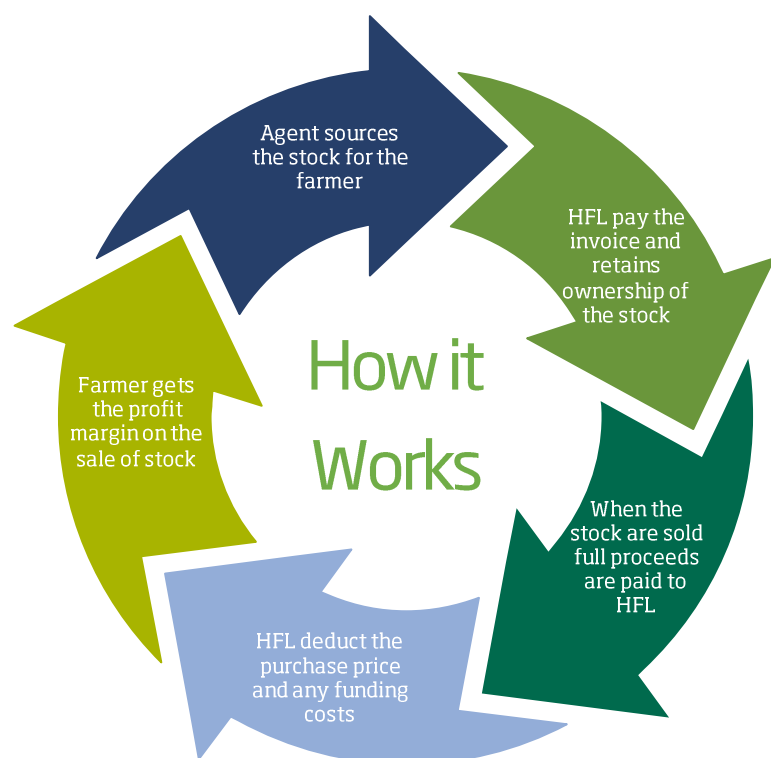 How it
Works
Agent sources
the stock for the
farmer
HFL pay the
invoice and
retains
ownership of
the stock
When the
stock are sold
full proceeds
are paid to
HFL
HFL deduct the
purchase price
and any funding
costs
Farmer gets
the profit
margin on the
sale of stock